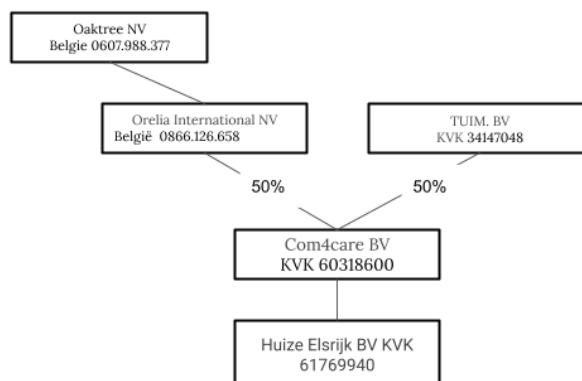 Oaktree NV
Belgie 0607.988.377
Orelia International NV
België 0866.126.658
TUIM. BV
KVK 34147048
50%
50%
Com4care BV
KVK 60318600
Huize Elsrijk BV KVK
61769940